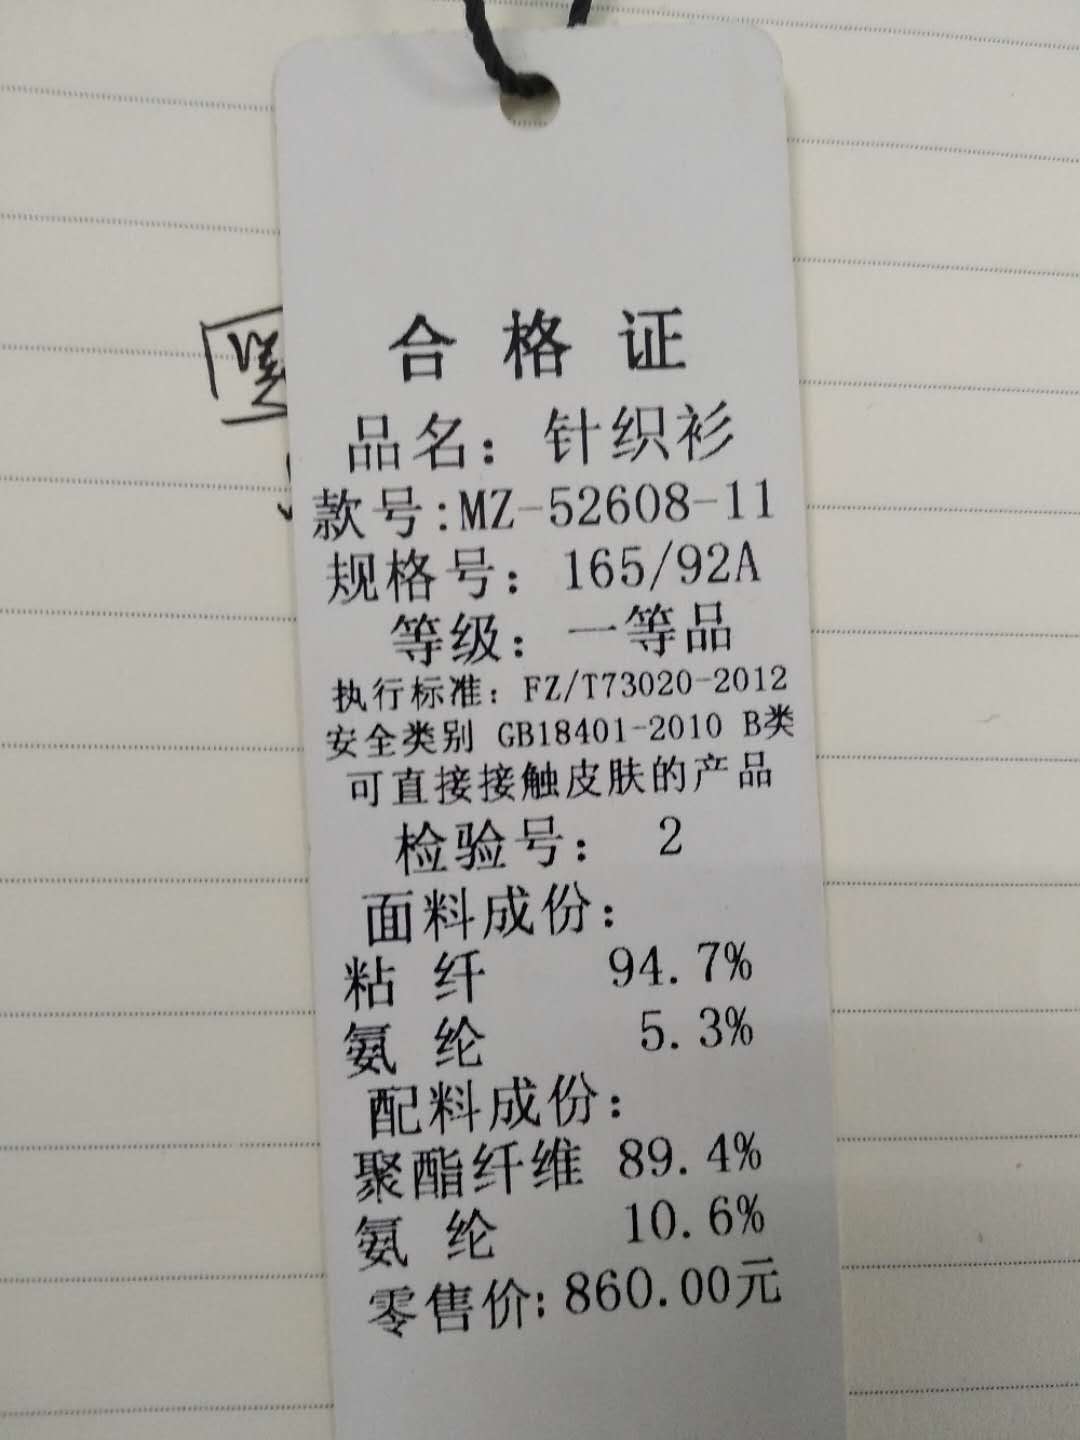 合格证
品名：针织衫
款号:MZ-52608-11
规格号：165/92A
等级：一等品
执行标准：FZ/T73020-2012
安全类别 GB18401-2010 B类
可直接接触皮肤的产品
检验号： 2
面料成份：
粘纤 94.7%
氨纶 5.3%
配料成份：
聚酯纤维 89.4%
氨纶 10.6%
零售价:860.00元